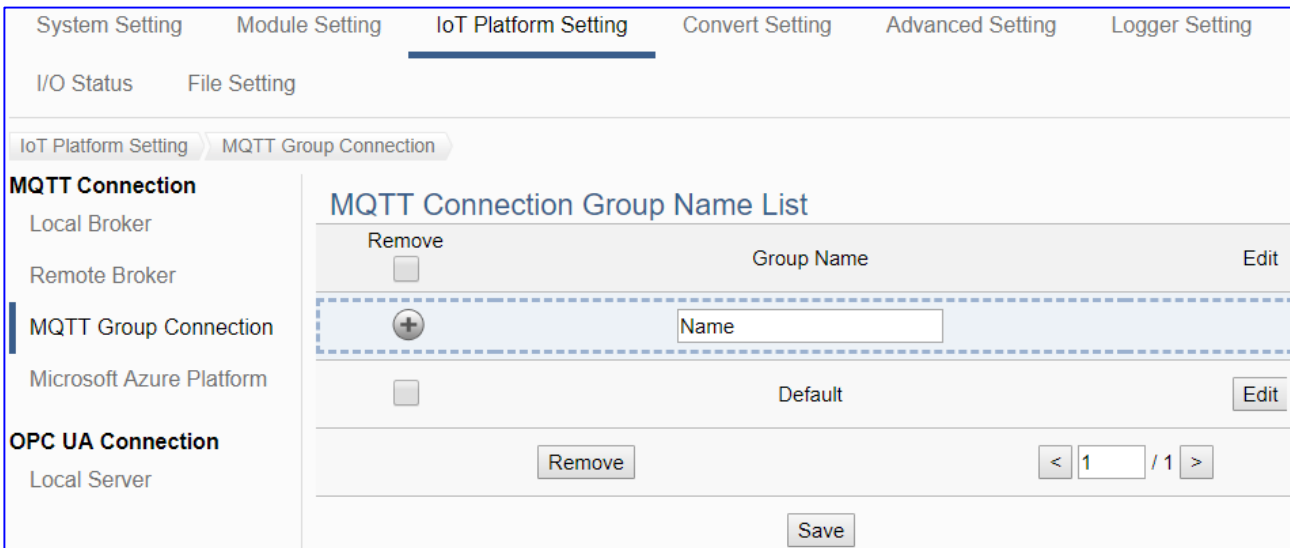 System Setting Module Setting IoT Platform Setting Convert Setting Advanced Setting Logger Setting
I/O Status File Setting
IoT Platform Setting MQTT Group Connection
MQTT Connection
Local Broker
Remote Broker
MQTT Group Connection
Microsoft Azure Platform
OPC UA Connection
Local Server
MQTT Connection Group Name List
Remove Group Name Edit
Name
Default Edit
Remove < 1 / 1 >
Save